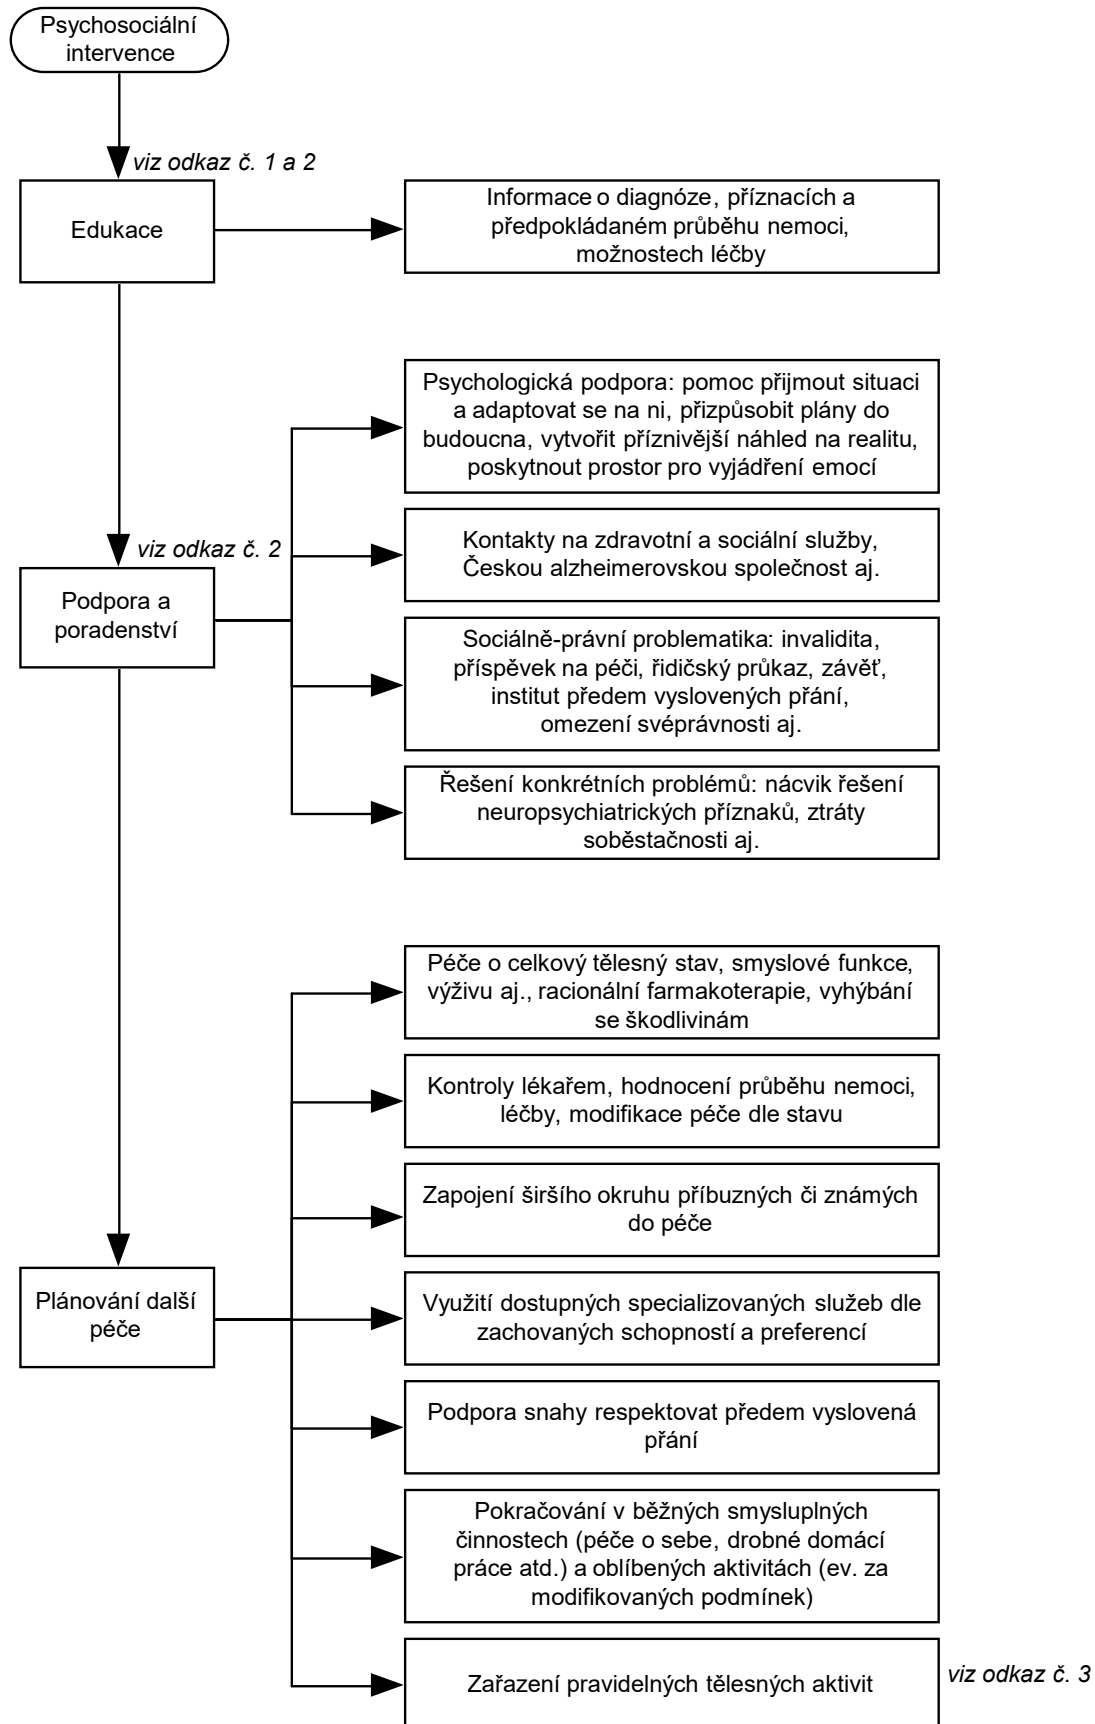 Psychosociální
intervence
viz odkaz č. 1 a 2
Edukace
Informace o diagnóze, příznacích a
předpokládaném průběhu nemoci,
možnostech léčby
Psychologická podpora: pomoc přijmout situaci
a adaptovat se na ni, přizpůsobit plány do
budoucna, vytvořit příznivější náhled na realitu,
poskytnout prostor pro vyjádření emocí
viz odkaz č. 2
Podpora a
poradenství
Kontakty na zdravotní a sociální služby,
Českou alzheimerovskou společnost aj.
Sociálně-právní problematika: invalidita,
příspěvek na péči, řidičský průkaz, závěť,
institut předem vyslovených přání,
omezení svéprávnosti aj.
Řešení konkrétních problémů: nácvik řešení
neuropsychiatrických příznaků, ztráty
soběstačnosti aj.
Péče o celkový tělesný stav, smyslové funkce,
výživu aj., racionální farmakoterapie, vyhýbání
se škodlivinám
Kontroly lékařem, hodnocení průběhu nemoci,
léčby, modifikace péče dle stavu
Zapojení širšího okruhu příbuzných či známých
do péče
Plánování další
péče
Využití dostupných specializovaných služeb dle
zachovaných schopností a preferencí
Podpora snahy respektovat předem vyslovená
přání
Pokračování v běžných smysluplných
činnostech (péče o sebe, drobné domácí
práce atd.) a oblíbených aktivitách (ev. za
modifikovaných podmínek)
Zařazení pravidelných tělesných aktivit
viz odkaz č. 3